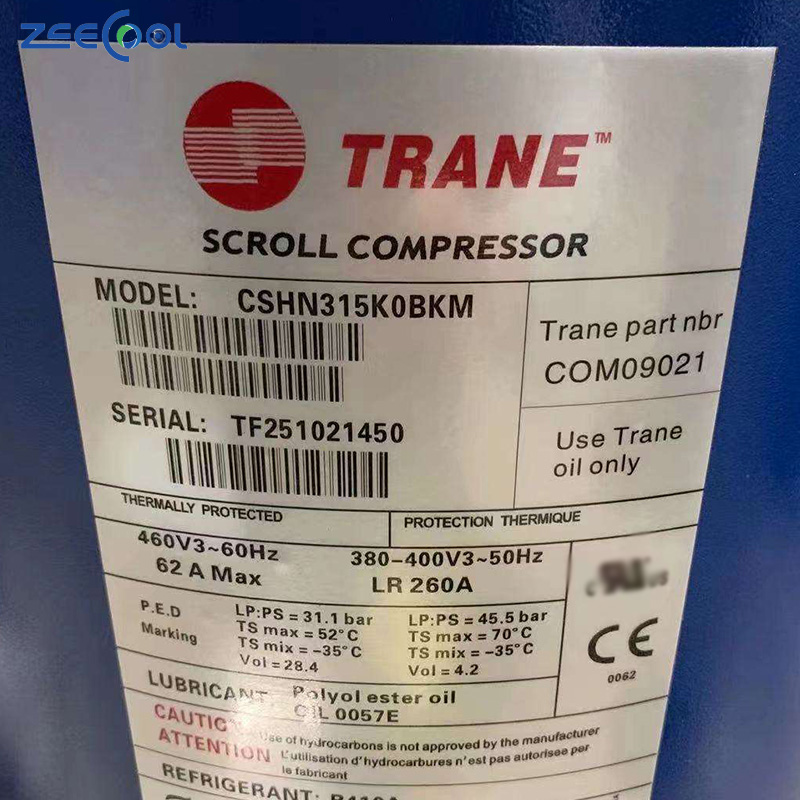 ZEECOOL
TRANE™
SCROLL COMPRESSOR
MODEL: CSHN315K0BKM
Trane part nbr
COM09021
SERIAL: TF251021450
Use Trane
oil only
THERMALLY PROTECTED
PROTECTION THERMIQUE
460V3~60Hz
62 A Max
380-400V3~50Hz
LR 260A
P.E.D
Marking
LP:PS = 31.1 bar
TS max = 52°C
TS mix = -35°C
Vol = 28.4
LP:PS = 45.5 bar
TS max = 70°C
TS mix = -35°C
Vol = 4.2
CE
0062
LUBRICANT Polyol ester oil
OIL 0057E
CAUTION Use of hydrocarbons is not approved by the manufacturer
ATTENTION L'utilisation d'hydrocarbures n'est pas autorisee per
le fabricant
REFRIGERANT: